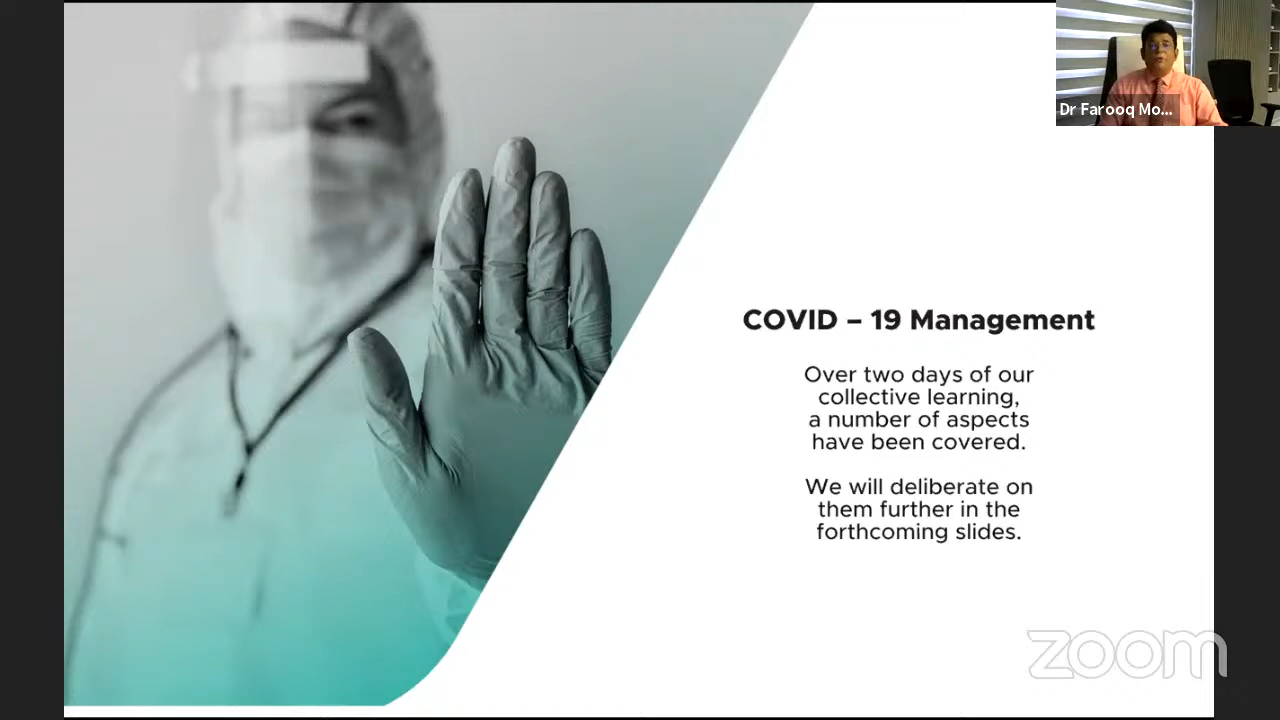 Dr Farooq Mo...
COVID – 19 Management
Over two days of our
collective learning,
a number of aspects
have been covered.
We will deliberate on
them further in the
forthcoming slides.
zoom